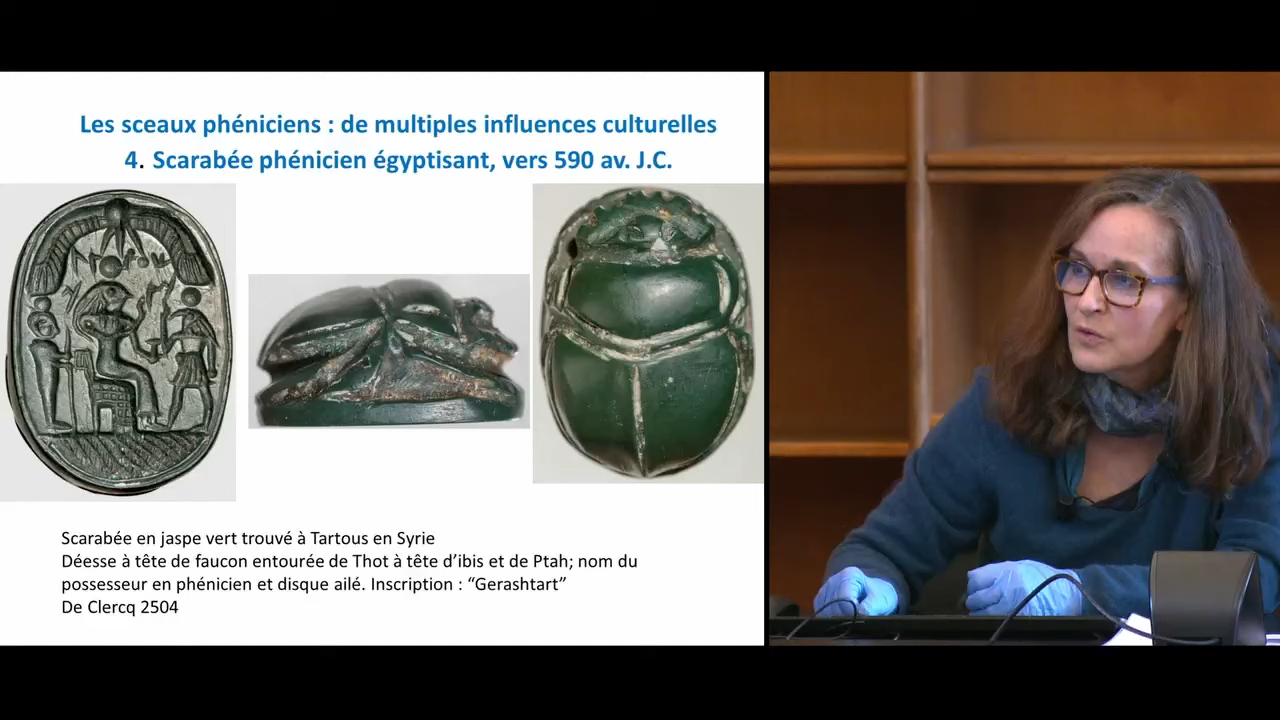 Les sceaux phéniciens : de multiples influences culturelles
4. Scarabée phénicien égyptisant, vers 590 av. J.C.
Scarabée en jaspe vert trouvé à Tartous en Syrie
Déesse à tête de faucon entourée de Thot à tête d’ibis et de Ptah; nom du
possesseur en phénicien et disque ailé. Inscription : “Gerashtart”
De Clercq 2504